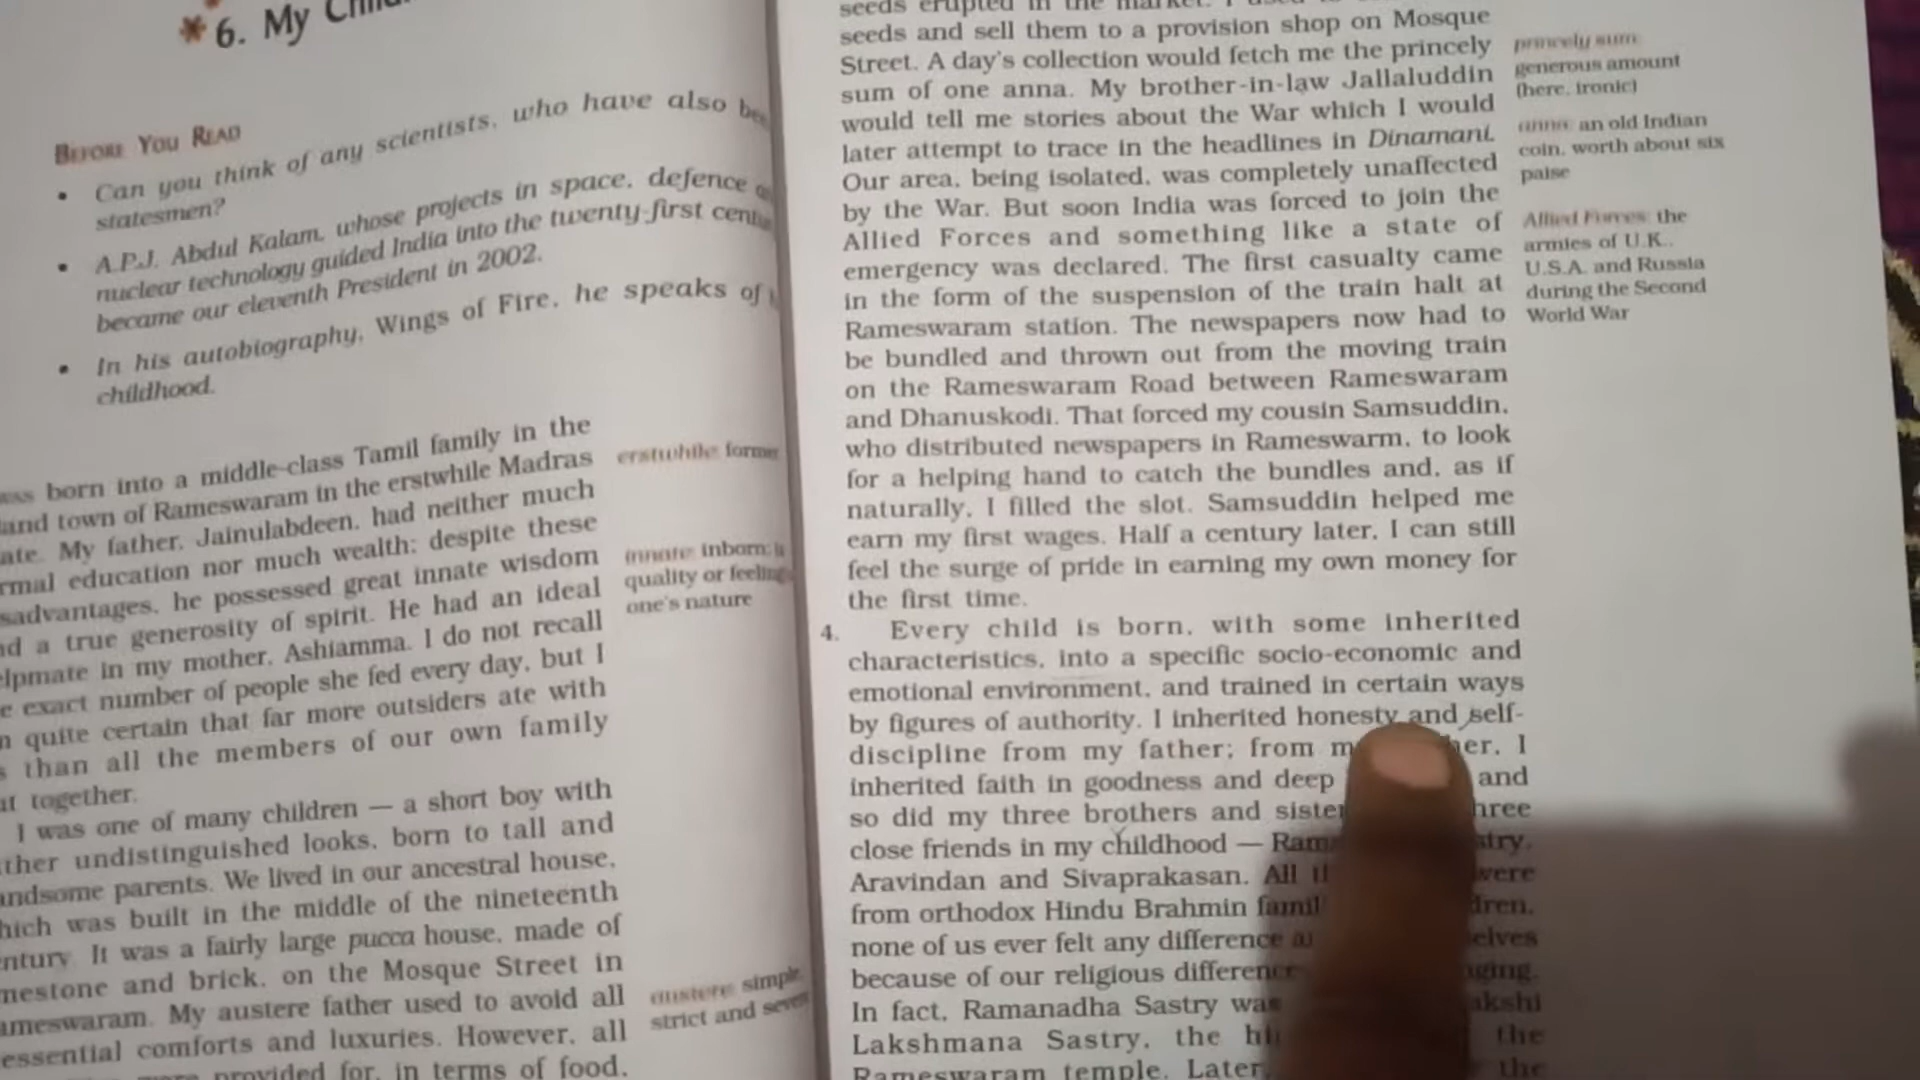 6. My
BEFORE YOU READ
• Can you think of any scientists, who have also
statesmen?
• A.P.J. Abdul Kalam, whose projects in space, defence
nuclear technology guided India into the twenty-first
became our eleventh President in 2002.
• In his autobiography, Wings of Fire, he speaks of
childhood.
born into a middle-class Tamil family in the
town of Rameswaram in the erstwhile Madras
My father, Jainulabdeen, had neither much
education nor much wealth; despite these
he possessed great innate wisdom
a true generosity of spirit. He had an ideal
in my mother, Ashiamma. I do not recall
exact number of people she fed every day, but I
quite certain that far more outsiders ate with
than all the members of our own family
together.
I was one of many children — a short boy with
undistinguished looks, born to tall and
parents. We lived in our ancestral house,
was built in the middle of the nineteenth
It was a fairly large pucca house, made of
and brick, on the Mosque Street in
My austere father used to avoid all
essential comforts and luxuries. However, all
provided for, in terms of food,
erstwhile: former
innate: inborn;
quality or feeling
one's nature
austere: simple,
strict and
seeds erupted in the market. I used to
seeds and sell them to a provision shop on Mosque
Street. A day's collection would fetch me the princely
sum of one anna. My brother-in-law Jallaluddin
would tell me stories about the War which I would
later attempt to trace in the headlines in Dinamani.
Our area, being isolated, was completely unaffected
by the War. But soon India was forced to join the
Allied Forces and something like a state of
emergency was declared. The first casualty came
in the form of the suspension of the train halt at
Rameswaram station. The newspapers now had to
be bundled and thrown out from the moving train
on the Rameswaram Road between Rameswaram
and Dhanuskodi. That forced my cousin Samsuddin,
who distributed newspapers in Rameswarm, to look
for a helping hand to catch the bundles and, as if
naturally, I filled the slot. Samsuddin helped me
earn my first wages. Half a century later, I can still
feel the surge of pride in earning my own money for
the first time.
4. Every child is born, with some inherited
characteristics, into a specific socio-economic and
emotional environment, and trained in certain ways
by figures of authority. I inherited honesty and self-
discipline from my father; from I
inherited faith in goodness and deep and
so did my three brothers and
close friends in my childhood —
Aravindan and Sivaprakasan. All were
from orthodox Hindu Brahmin
none of us ever felt any difference
because of our religious
In fact, Ramanadha Sastry was
Lakshmana Sastry, the the
Rameswaram temple. Later, the
princely sum:
generous amount
(here, ironic)
anna: an old Indian
coin, worth about six
paise
Allied Forces: the
armies of U.K.,
U.S.A. and Russia
during the Second
World War